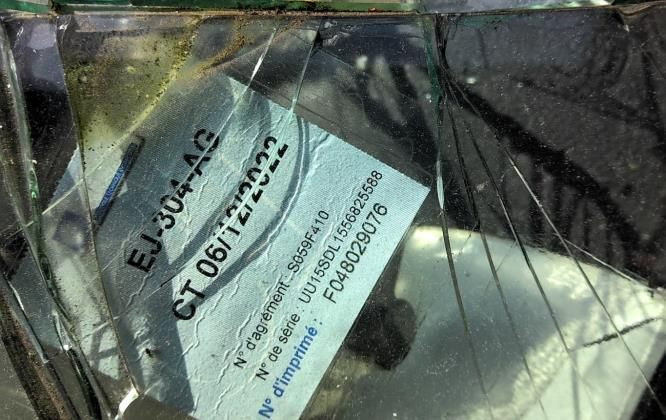 EJ-304-AG
CT 06/12/2022
N° d'agrément : S059F410
N° de série UU15SDL1556825588
N° d'imprimé : F048029076